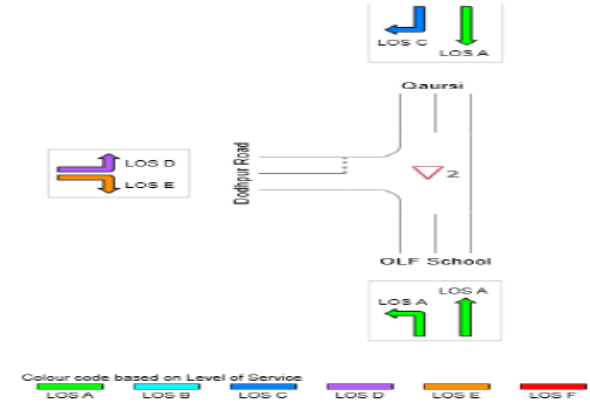 LOS C
LOS A
Qaursi
Dodhpur Road
LOS D
LOS E
2
OLF School
LOS A
LOS A
Colour code based on Level of Service
LOS A LOS B LOS C LOS D LOS E LOS F